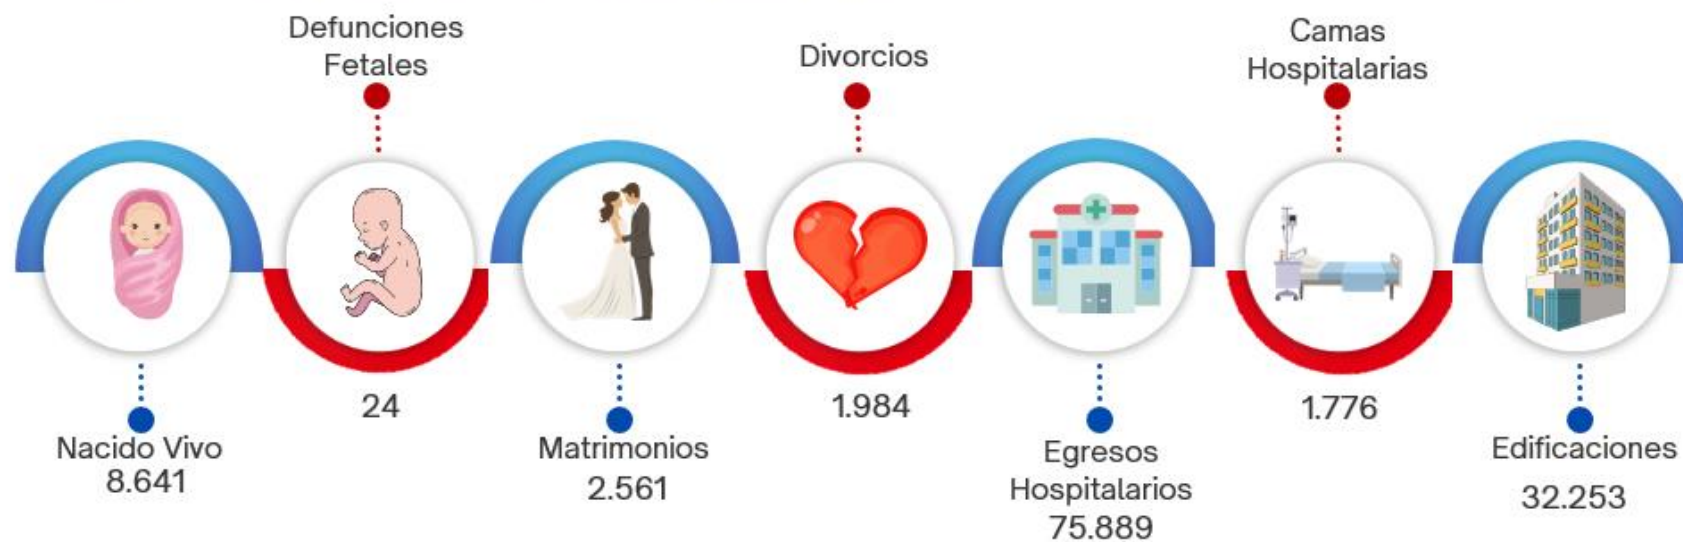 Nacido Vivo
8.641
Defunciones
Fetales
24
Matrimonios
2.561
Divorcios
1.984
Egresos
Hospitalarios
75.889
Camas
Hospitalarias
1.776
Edificaciones
32.253